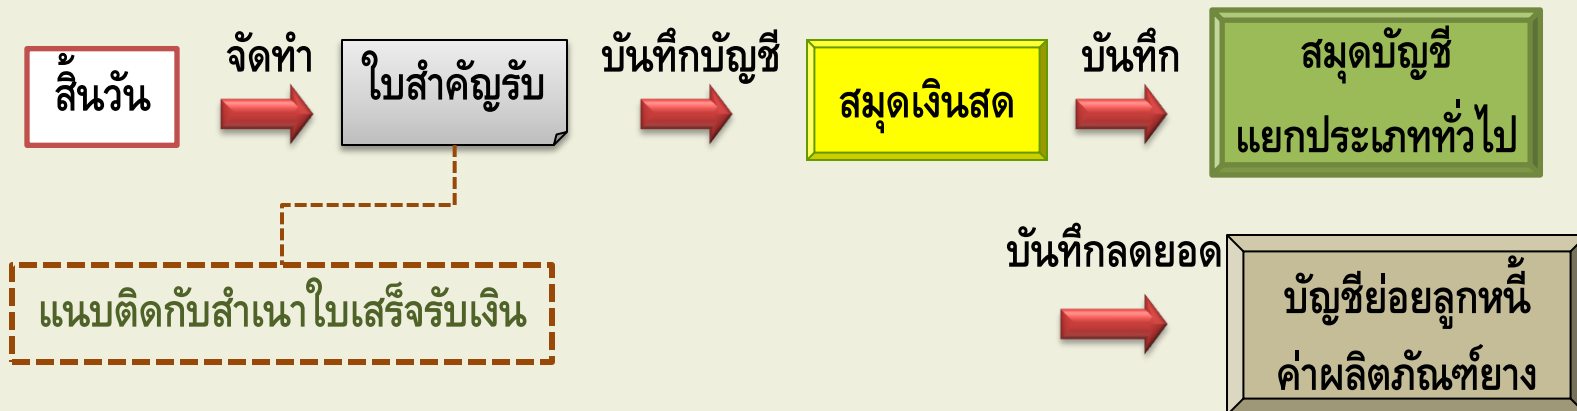 สิ้นวัน
จัดทำ
ใบสำคัญรับ
บันทึกบัญชี
สมุดเงินสด
บันทึก
สมุดบัญชี
แยกประเภททั่วไป
แนบติดกับสำเนาใบเสร็จรับเงิน
บันทึกลดยอด
บัญชีย่อยลูกหนี้
ค่าผลิตภัณฑ์ยาง